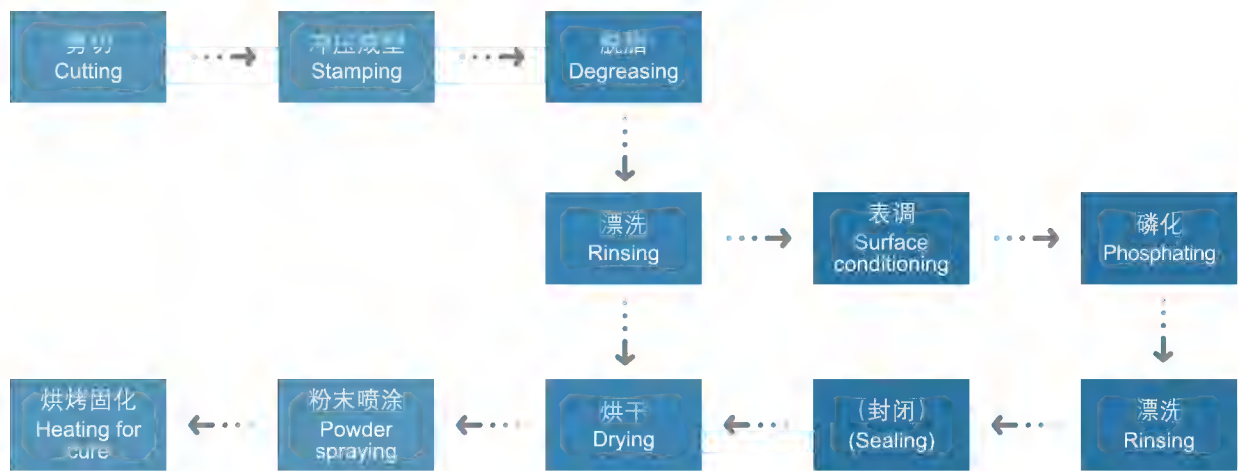 剪切
Cutting
冲压成型
Stamping
脱脂
Degreasing
漂洗
Rinsing
表调
Surface
conditioning
磷化
Phosphating
烘烤固化
Heating for
cure
粉末喷涂
Powder
spraying
烘干
Drying
(封闭)
(Sealing)
漂洗
Rinsing